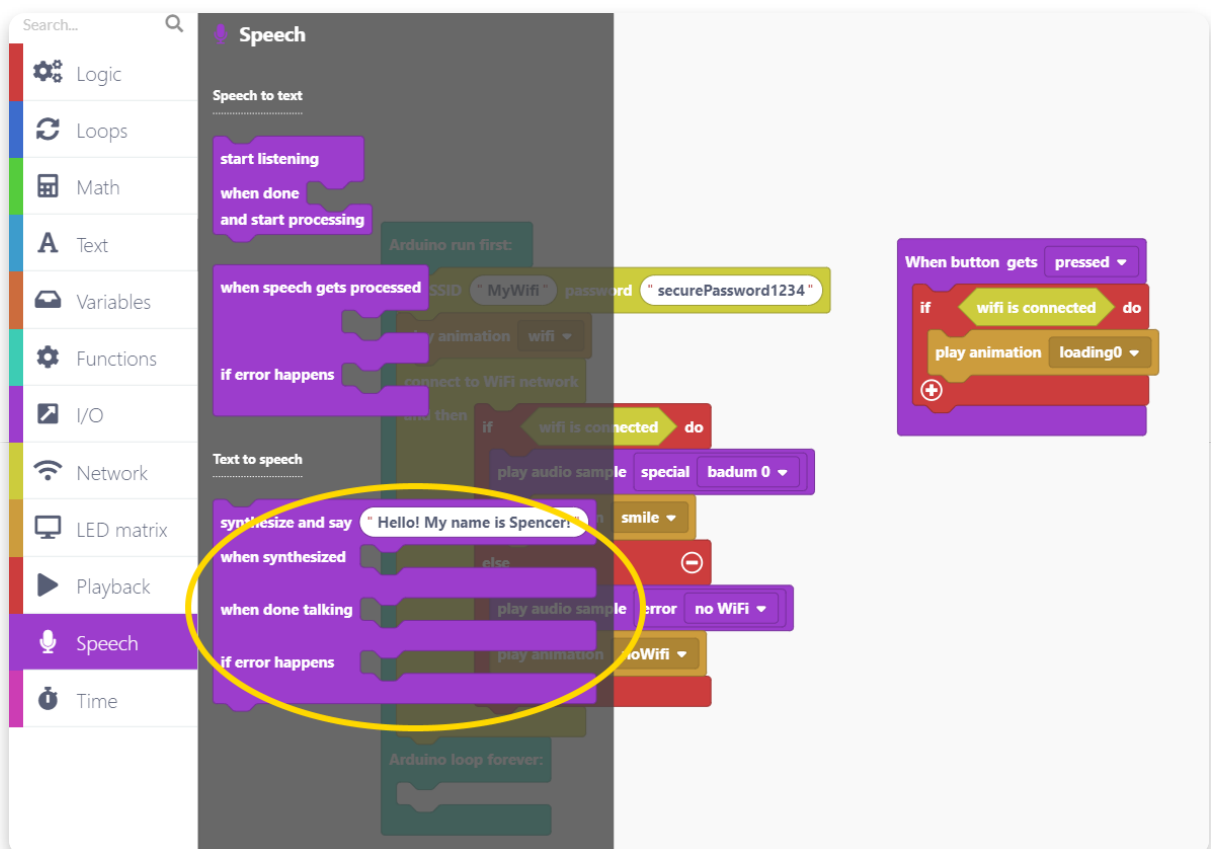 Search...
Logic
Loops
Math
Text
Variables
Functions
I/O
Network
LED matrix
Playback
Speech
Time
Speech
Speech to text
start listening
when done
and start processing
when speech gets processed
if error happens
Text to speech
synthesize and say " Hello! My name is Spencer! "
when synthesized
when done talking
if error happens
Arduino run first:
SSID " MyWifi " password " securePassword1234 "
play animation wifi
connect to WiFi network
and then
if wifi is connected do
play audio sample special badum 0
smile
else
play audio sample error no WiFi
play animation noWifi
Arduino loop forever:
When button gets pressed
if wifi is connected do
play animation loading0